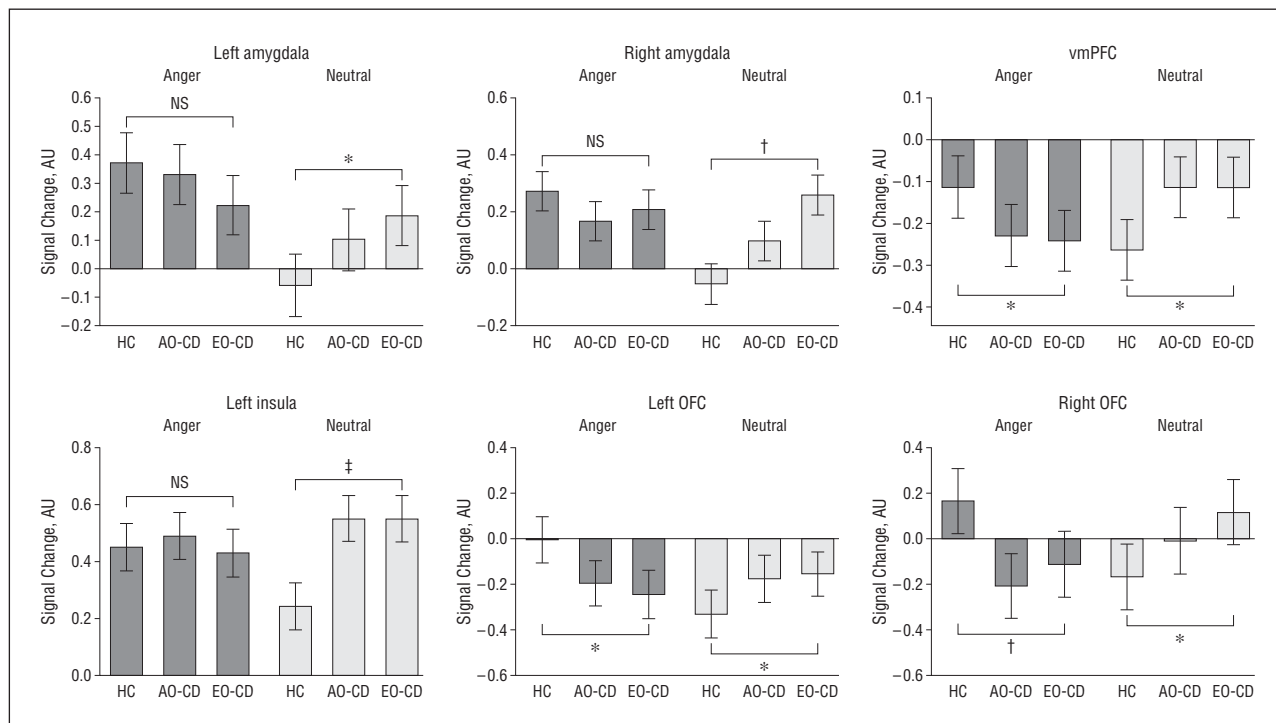 Left amygdala
Anger Neutral
Signal Change, AU
0.6
0.5
0.4
0.3
0.2
0.1
0.0
−0.1
−0.2
NS
*
HC AO-CD EO-CD HC AO-CD EO-CD
Right amygdala
Anger Neutral
Signal Change, AU
0.6
0.4
0.2
0.0
0.2
NS
†
HC AO-CD EO-CD HC AO-CD EO-CD
vmPFC
Anger Neutral
Signal Change, AU
0.1
0.0
−0.1
−0.2
−0.3
−0.4
*
*
HC AO-CD EO-CD HC AO-CD EO-CD
Left insula
Anger Neutral
Signal Change, AU
0.8
0.6
0.4
0.2
0.0
NS
‡
HC AO-CD EO-CD HC AO-CD EO-CD
Left OFC
Anger Neutral
Signal Change, AU
0.4
0.2
0.0
−0.2
−0.4
−0.6
*
*
HC AO-CD EO-CD HC AO-CD EO-CD
Right OFC
Anger Neutral
Signal Change, AU
0.4
0.2
0.0
−0.2
−0.4
−0.6
†
*
HC AO-CD EO-CD HC AO-CD EO-CD